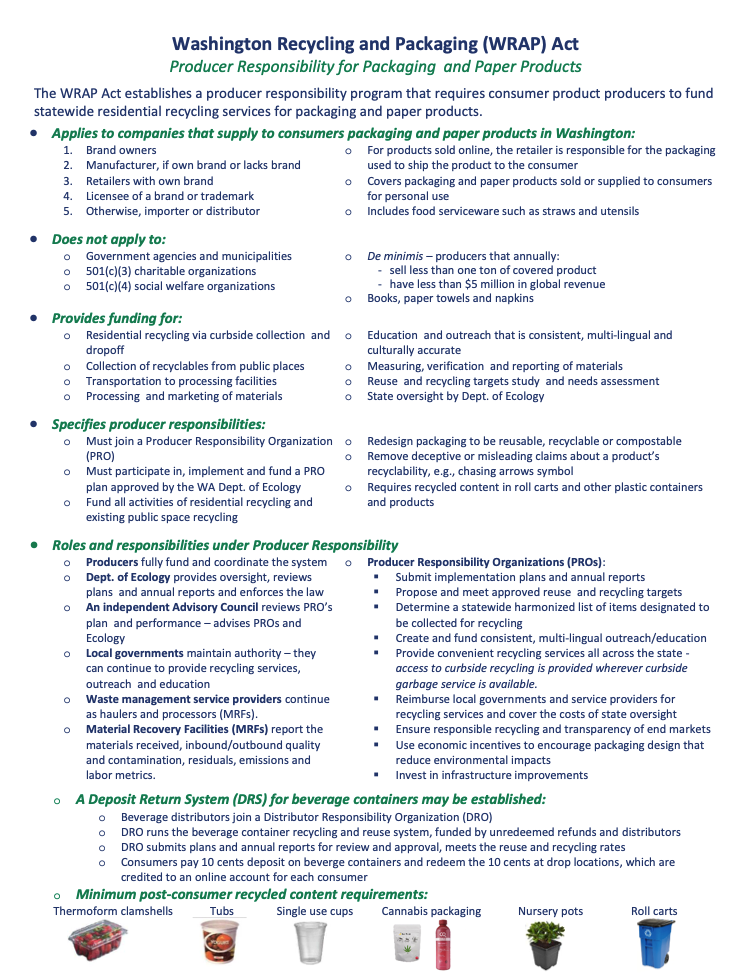 Washington Recycling and Packaging (WRAP) Act
Producer Responsibility for Packaging and Paper Products
The WRAP Act establishes a producer responsibility program that requires consumer product producers to fund
statewide residential recycling services for packaging and paper products.
• Applies to companies that supply to consumers packaging and paper products in Washington:
1. Brand owners
2. Manufacturer, if own brand or lacks brand
3. Retailers with own brand
4. Licensee of a brand or trademark
5. Otherwise, importer or distributor
o For products sold online, the retailer is responsible for the packaging
used to ship the product to the consumer
o Covers packaging and paper products sold or supplied to consumers
for personal use
o Includes food serviceware such as straws and utensils
• Does not apply to:
o Government agencies and municipalities
o 501(c)(3) charitable organizations
o 501(c)(4) social welfare organizations
o De minimis – producers that annually:
- sell less than one ton of covered product
- have less than $5 million in global revenue
o Books, paper towels and napkins
• Provides funding for:
o Residential recycling via curbside collection and
dropoff
o Collection of recyclables from public places
o Transportation to processing facilities
o Processing and marketing of materials
o Education and outreach that is consistent, multi-lingual and
culturally accurate
o Measuring, verification and reporting of materials
o Reuse and recycling targets study and needs assessment
o State oversight by Dept. of Ecology
• Specifies producer responsibilities:
o Must join a Producer Responsibility Organization
(PRO)
o Must participate in, implement and fund a PRO
plan approved by the WA Dept. of Ecology
o Fund all activities of residential recycling and
existing public space recycling
o Redesign packaging to be reusable, recyclable or compostable
o Remove deceptive or misleading claims about a product's
recyclability, e.g., chasing arrows symbol
o Requires recycled content in roll carts and other plastic containers
and products
• Roles and responsibilities under Producer Responsibility
o Producers fully fund and coordinate the system
o Dept. of Ecology provides oversight, reviews
plans and annual reports and enforces the law
o An independent Advisory Council reviews PRO's
plan and performance – advises PROs and
Ecology
o Local governments maintain authority – they
can continue to provide recycling services,
outreach and education
o Waste management service providers continue
as haulers and processors (MRFs).
o Material Recovery Facilities (MRFs) report the
materials received, inbound/outbound quality
and contamination, residuals, emissions and
labor metrics.
o Producer Responsibility Organizations (PROs):
▪ Submit implementation plans and annual reports
▪ Propose and meet approved reuse and recycling targets
▪ Determine a statewide harmonized list of items designated to
be collected for recycling
▪ Create and fund consistent, multi-lingual outreach/education
▪ Provide convenient recycling services all across the state -
access to curbside recycling is provided wherever curbside
garbage service is available.
▪ Reimburse local governments and service providers for
recycling services and cover the costs of state oversight
▪ Ensure responsible recycling and transparency of end markets
▪ Use economic incentives to encourage packaging design that
reduce environmental impacts
▪ Invest in infrastructure improvements
o A Deposit Return System (DRS) for beverage containers may be established:
o Beverage distributors join a Distributor Responsibility Organization (DRO)
o DRO runs the beverage container recycling and reuse system, funded by unredeemed refunds and distributors
o DRO submits plans and annual reports for review and approval, meets the reuse and recycling rates
o Consumers pay 10 cents deposit on beverge containers and redeem the 10 cents at drop locations, which are
credited to an online account for each consumer
o Minimum post-consumer recycled content requirements:
Thermoform clamshells Tubs Single use cups Cannabis packaging Nursery pots Roll carts